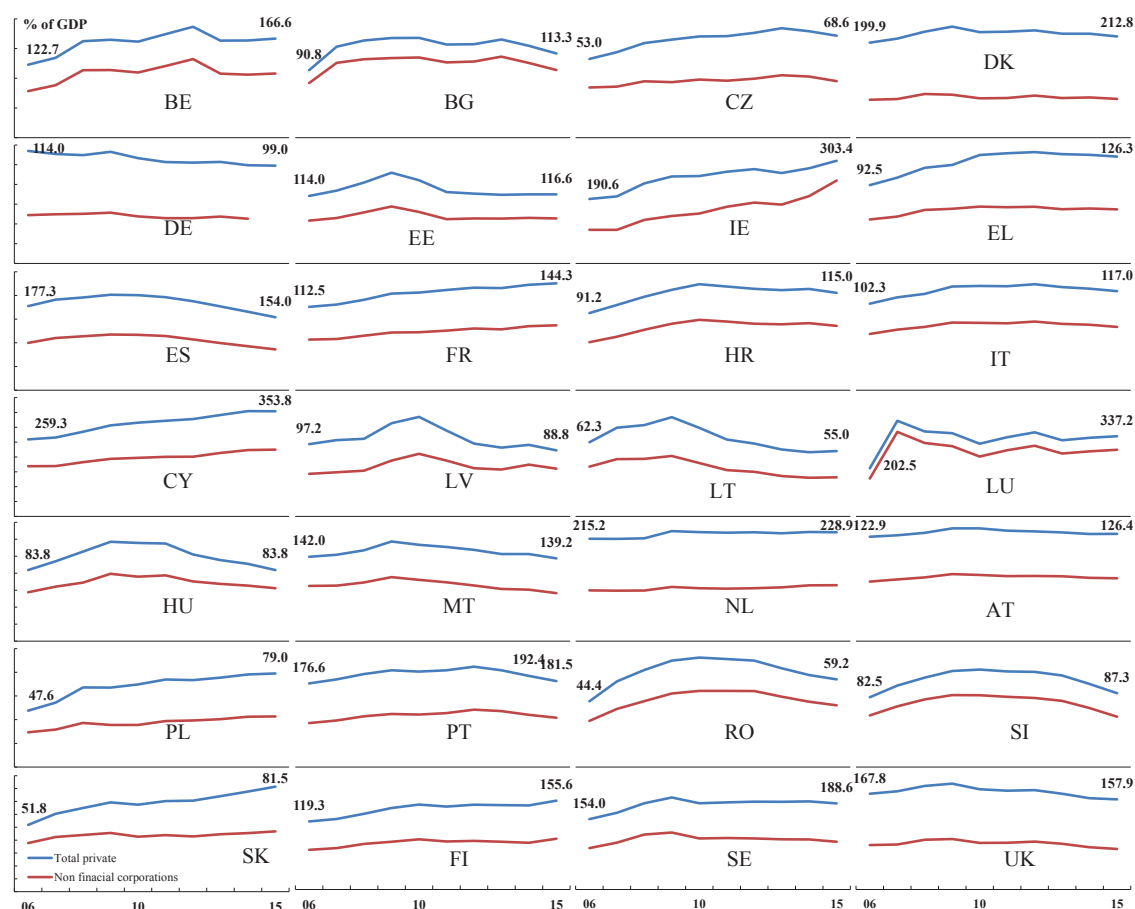 % of GDP
122.7 166.6
BE
90.8 113.3
BG
53.0 68.6
CZ
199.9 212.8
DK
114.0 99.0
DE
114.0 116.6
EE
190.6 303.4
IE
92.5 126.3
EL
177.3 154.0
ES
112.5 144.3
FR
91.2 115.0
HR
102.3 117.0
IT
259.3 353.8
CY
97.2 88.8
LV
62.3 55.0
LT
202.5 337.2
LU
83.8 83.8
HU
142.0 139.2
MT
215.2 228.9
NL
122.9 126.4
AT
47.6 79.0
PL
176.6 192.4 181.5
PT
44.4 59.2
RO
82.5 87.3
SI
51.8 81.5
SK
Total private
Non finacial corporations
119.3 155.6
FI
154.0 188.6
SE
167.8 157.9
UK
06 10 15
06 10 15
06 10 15
06 10 15